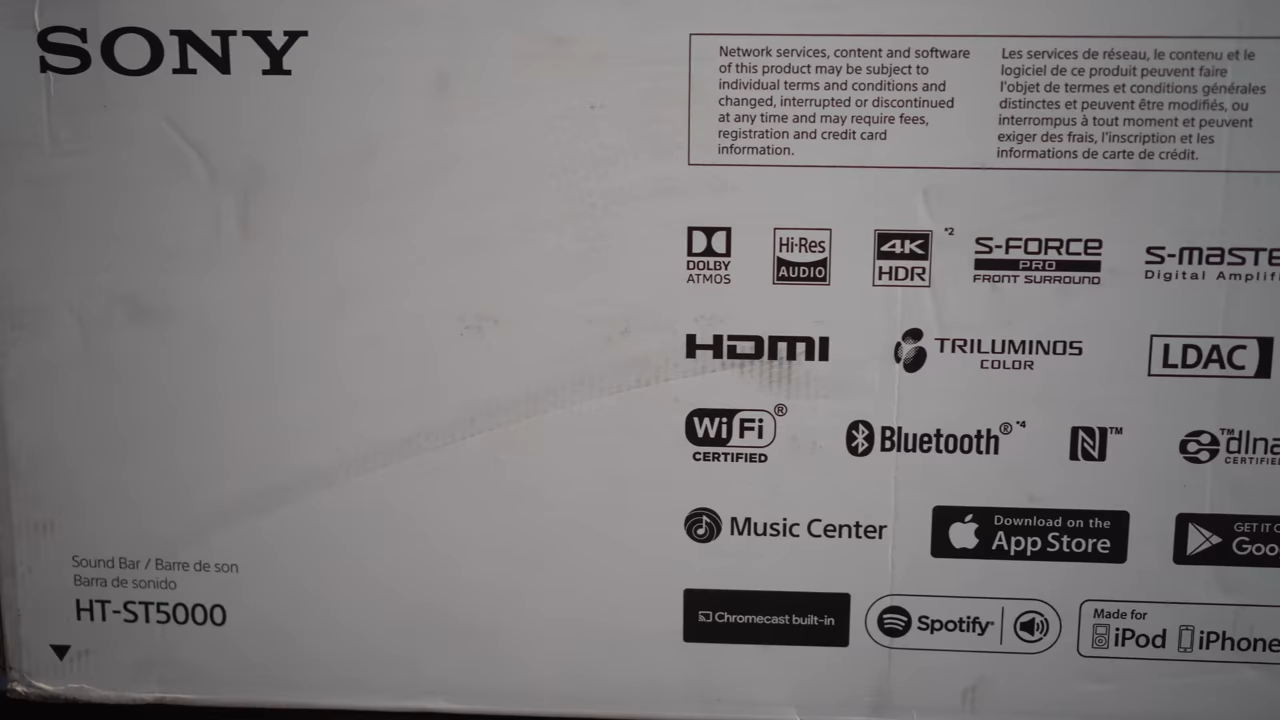 SONY
Network services, content and software
of this product may be subject to
individual terms and conditions and
changed, interrupted or discontinued
at any time and may require fees,
registration and credit card
information.
Les services de réseau, le contenu et le
logiciel de ce produit peuvent faire
l'objet de termes et conditions générales
distinctes et peuvent être modifiés, ou
interrompus à tout moment et peuvent
exiger des frais, l'inscription et les
informations de carte de crédit.
DOLBY
ATMOS
Hi-Res
AUDIO
4K
HDR
*2
S-FORCE
PRO
FRONT SURROUND
S-MASTE
Digital Amplif
HDMI
TRILUMINOS
COLOR
LDAC
Wi Fi ®
CERTIFIED
Bluetooth® *4
N™
™dlna
CERTIFIE
Music Center
Download on the
App Store
GET IT O
Goo
Chromecast built-in
Spotify®
Made for
iPod iPhone
Sound Bar / Barre de son
Barra de sonido
HT-ST5000